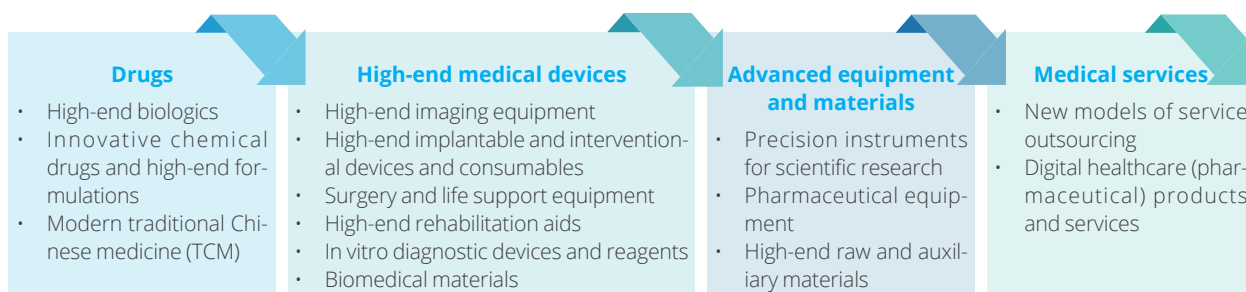 Drugs
• High-end biologics
• Innovative chemical
drugs and high-end for-
mulations
• Modern traditional Chi-
nese medicine (TCM)
High-end medical devices
• High-end imaging equipment
• High-end implantable and intervention-
al devices and consumables
• Surgery and life support equipment
• High-end rehabilitation aids
• In vitro diagnostic devices and reagents
• Biomedical materials
Advanced equipment
and materials
• Precision instruments
for scientific research
• Pharmaceutical equip-
ment
• High-end raw and auxil-
iary materials
Medical services
• New models of service
outsourcing
• Digital healthcare (phar-
maceutical) products
and services